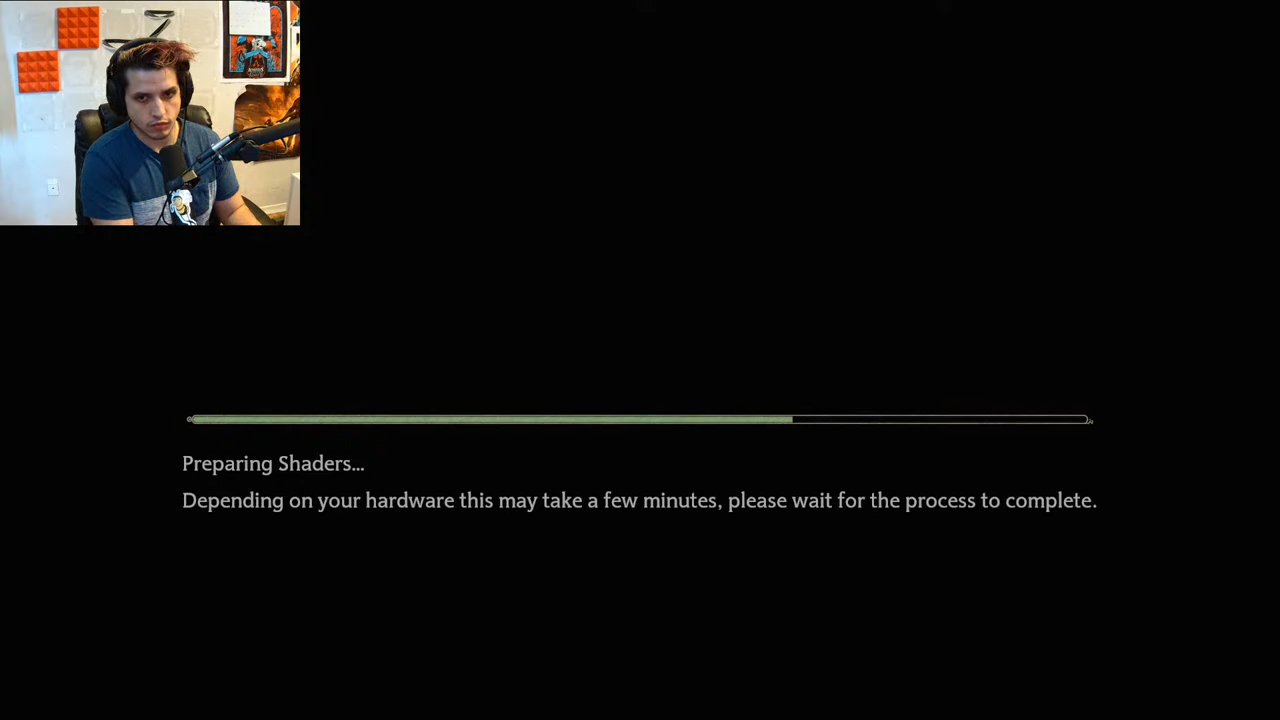 Preparing Shaders...
Depending on your hardware this may take a few minutes, please wait for the process to complete.